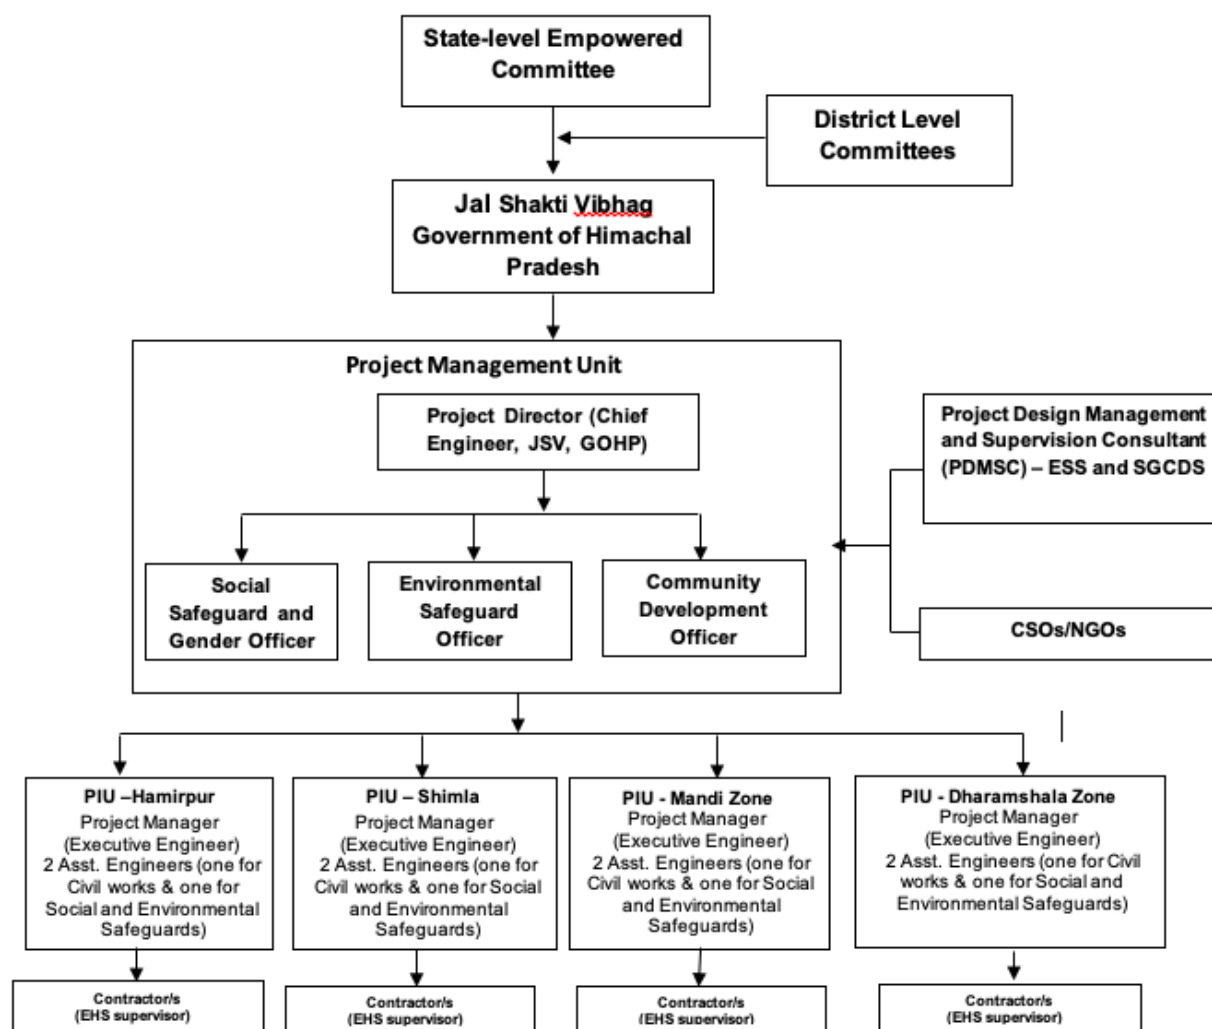 State-level Empowered
Committee
District Level
Committees
Jal Shakti Vibhag
Government of Himachal
Pradesh
Project Management Unit
Project Director (Chief
Engineer, JSV, GOHP)
Project Design Management
and Supervision Consultant
(PDMSC) – ESS and SGCDS
Social
Safeguard and
Gender Officer
Environmental
Safeguard
Officer
Community
Development
Officer
CSOs/NGOs
PIU –Hamirpur
Project Manager
(Executive Engineer)
2 Asst. Engineers (one for
Civil works & one for
Social and Environmental
Safeguards)
PIU – Shimla
Project Manager
(Executive Engineer)
2 Asst. Engineers (one for
Civil works & one for Social
and Environmental
Safeguards)
PIU - Mandi Zone
Project Manager
(Executive Engineer)
2 Asst. Engineers (one for
Civil works & one for Social
and Environmental
Safeguards)
PIU - Dharamshala Zone
Project Manager
(Executive Engineer)
2 Asst. Engineers (one for Civil
works & one for Social and
Environmental Safeguards)
Contractor/s
(EHS supervisor)
Contractor/s
(EHS supervisor)
Contractor/s
(EHS supervisor)
Contractor/s
(EHS supervisor)